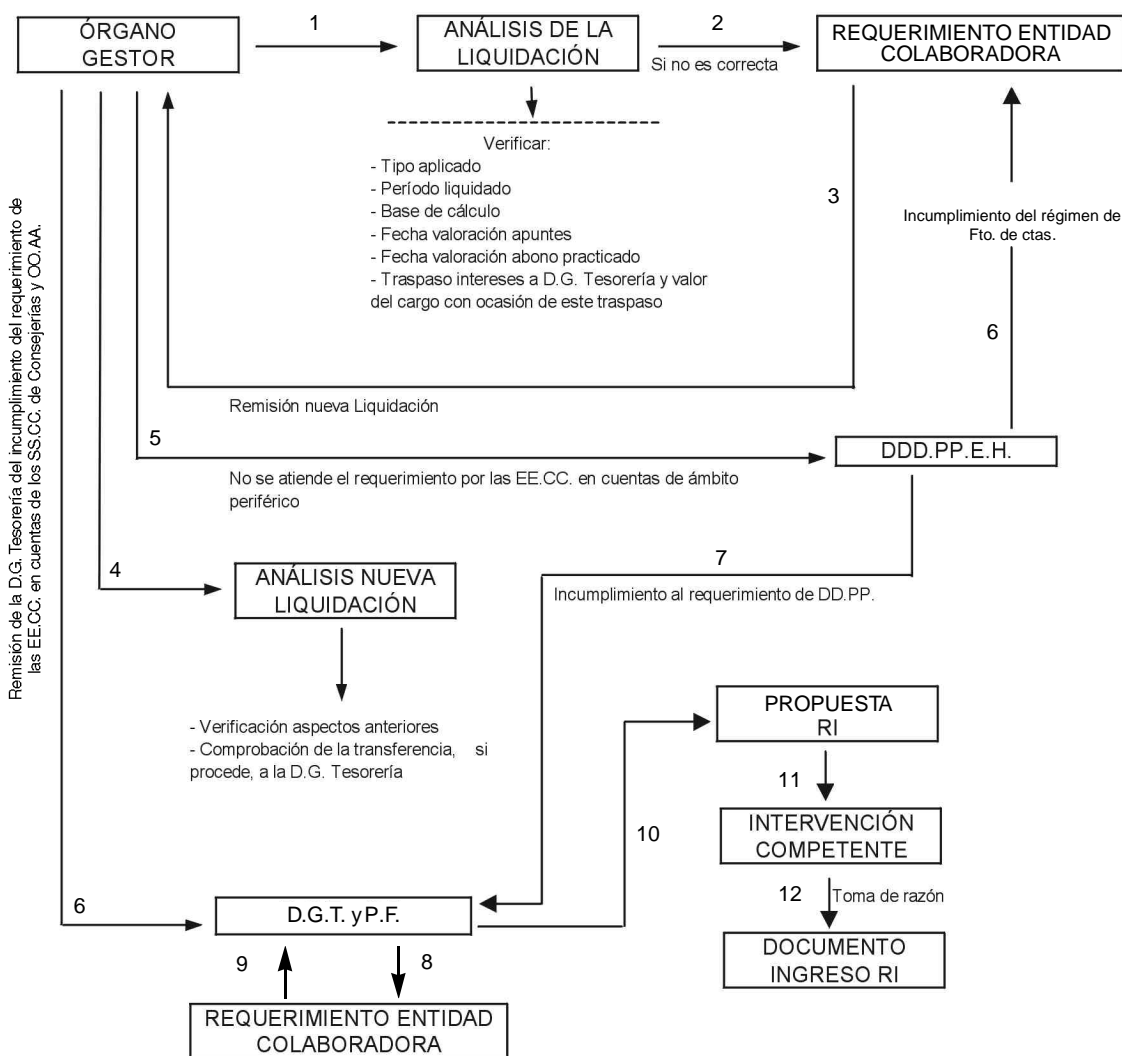 ÓRGANO
GESTOR
1
ANÁLISIS DE LA
LIQUIDACIÓN
2
Si no es correcta
REQUERIMIENTO ENTIDAD
COLABORADORA
Verificar:
- Tipo aplicado
- Período liquidado
- Base de cálculo
- Fecha valoración apuntes
- Fecha valoración abono practicado
- Traspaso intereses a D.G. Tesorería y valor
del cargo con ocasión de este traspaso
3
Incumplimiento del régimen de
Fto. de ctas.
6
Remisión de la D.G. Tesorería del incumplimiento del requerimiento de
las EE.CC. en cuentas de los SS.CC. de Consejerías y OO.AA.
Remisión nueva Liquidación
5
DDD.PP.E.H.
No se atiende el requerimiento por las EE.CC. en cuentas de ámbito
periférico
7
Incumplimiento al requerimiento de DD.PP.
4
ANÁLISIS NUEVA
LIQUIDACIÓN
- Verificación aspectos anteriores
- Comprobación de la transferencia, si
procede, a la D.G. Tesorería
PROPUESTA
RI
11
10
INTERVENCIÓN
COMPETENTE
12
Toma de razón
DOCUMENTO
INGRESO RI
6
D.G.T. yP.F.
9
8
REQUERIMIENTO ENTIDAD
COLABORADORA